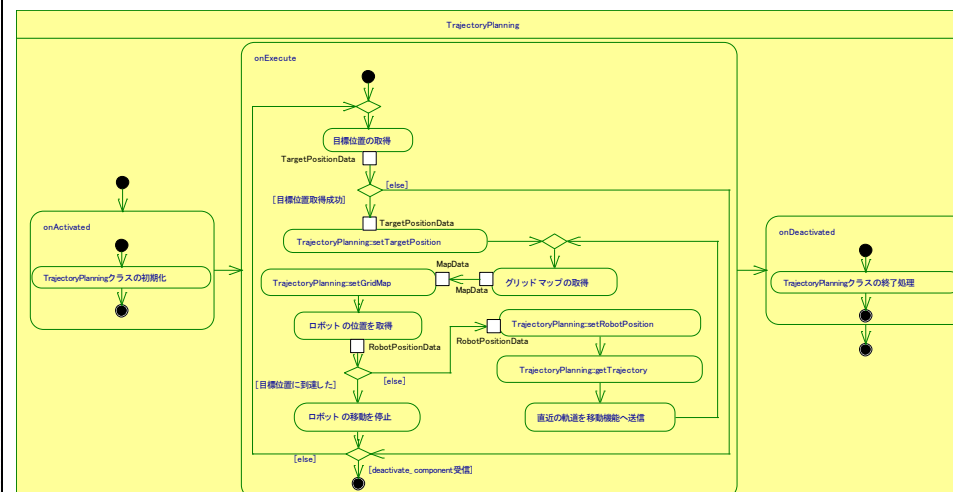 TrajectoryPlanning
onExecute
目標位置の取得
TargetPositionData
[else]
[目標位置取得成功]
TargetPositionData
TrajectoryPlanning::setTargetPosition
onActivated
TrajectoryPlanningクラスの初期化
MapData
TrajectoryPlanning::setGridMap
MapData
グリッドマップの取得
ロボットの位置を取得
RobotPositionData
TrajectoryPlanning::setRobotPosition
RobotPositionData
[目標位置に到達した]
[else]
TrajectoryPlanning::getTrajectory
ロボットの移動を停止
直近の軌道を移動機能へ送信
[else]
[deactivate_component受信]
onDeactivated
TrajectoryPlanningクラスの終了処理